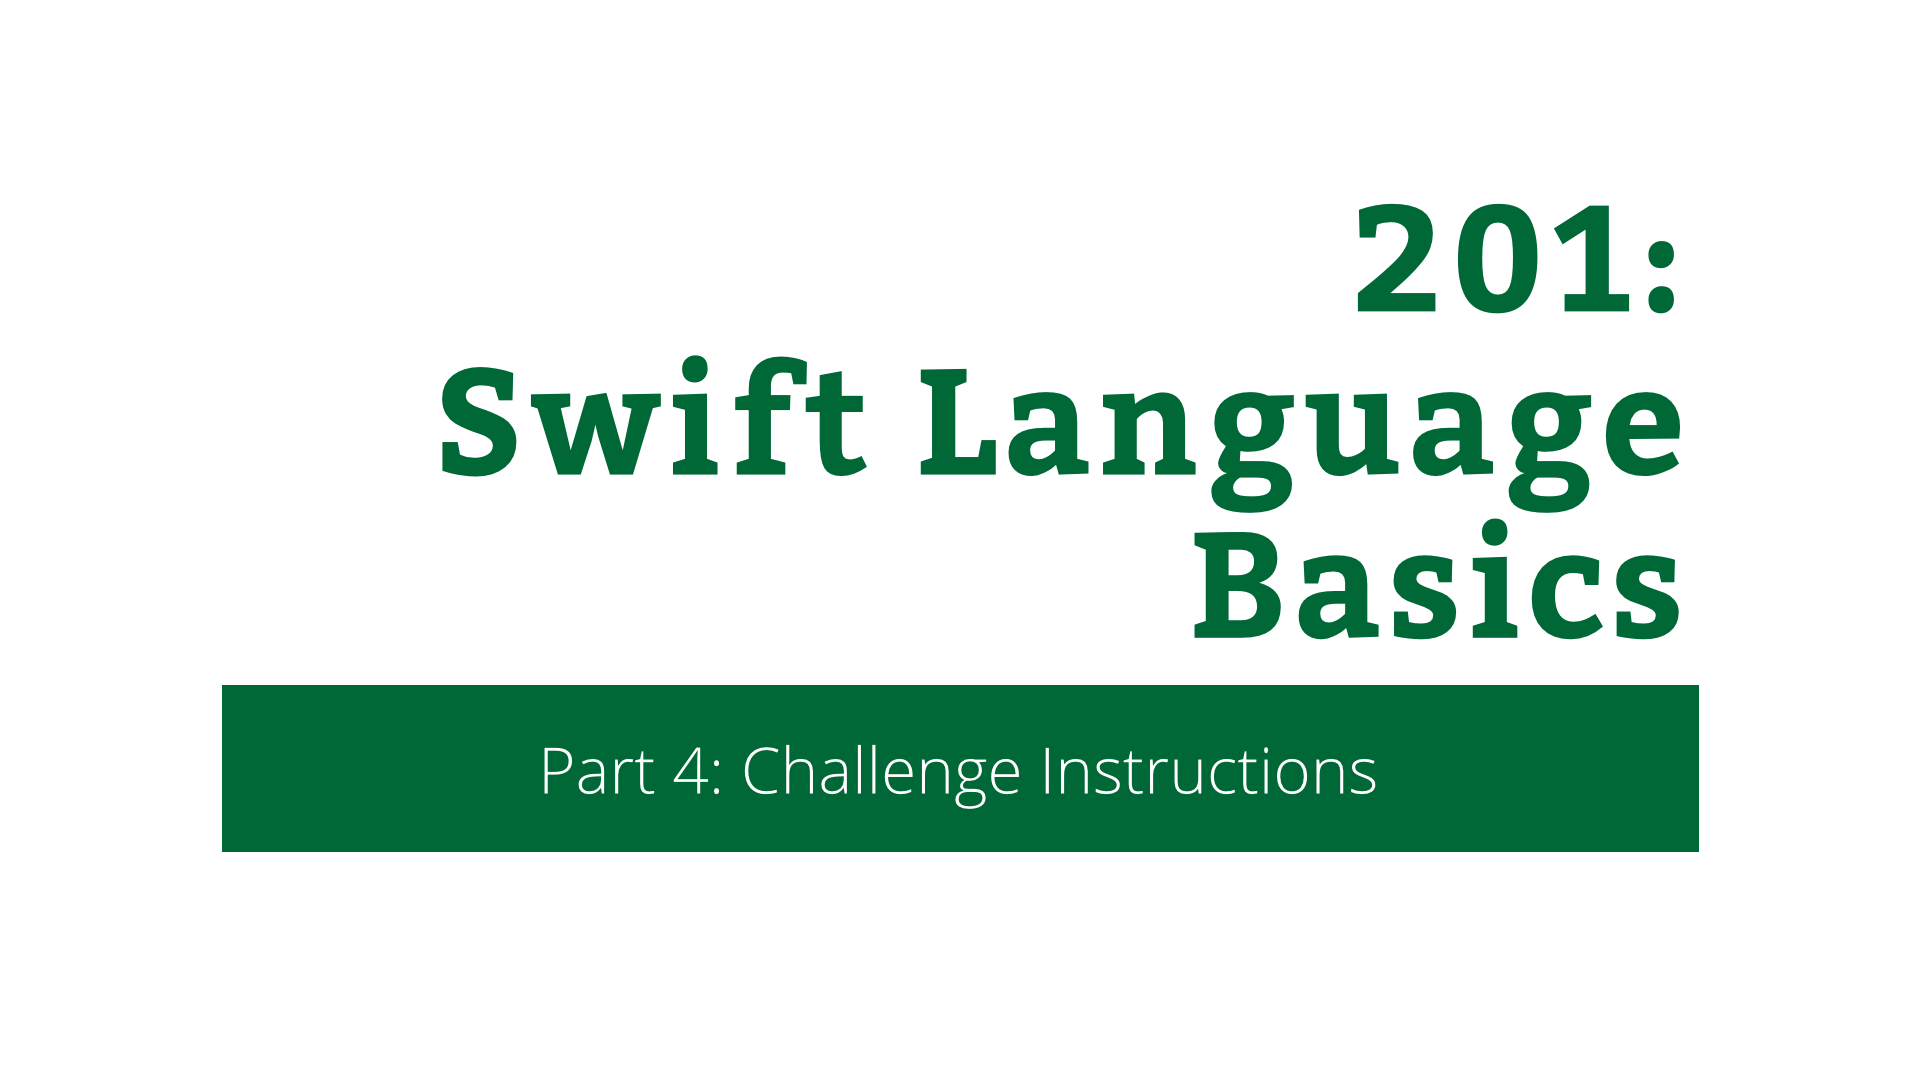 201:
Swift Language
Basics
Part 4: Challenge Instructions